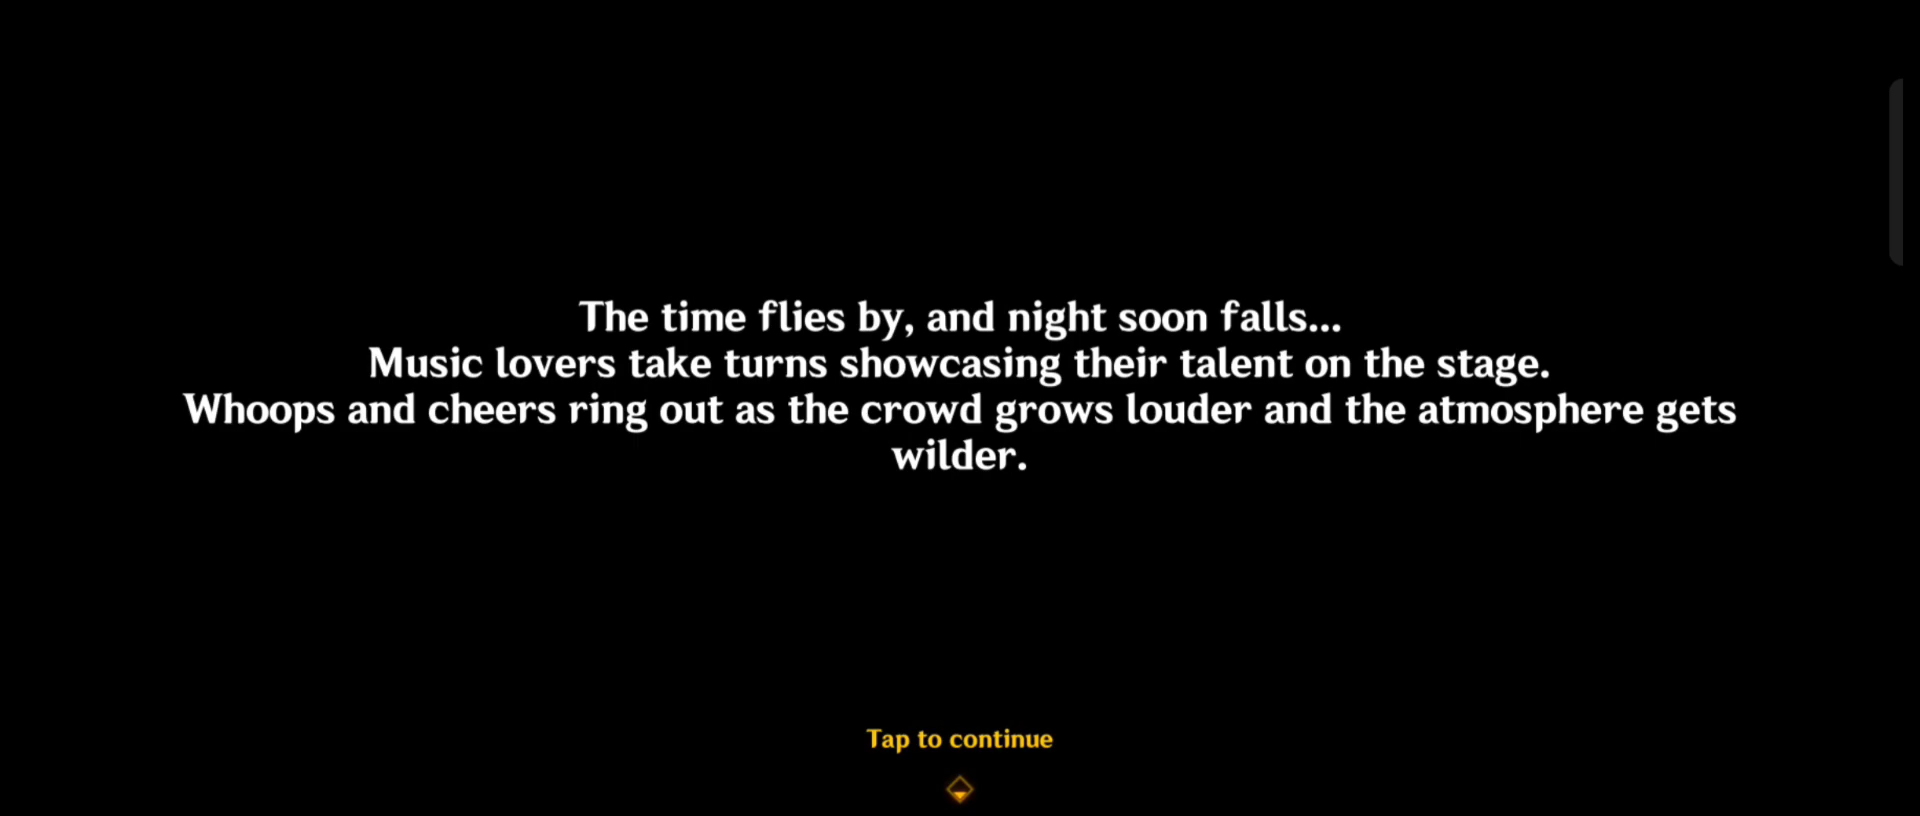 The time flies by, and night soon falls...
Music lovers take turns showcasing their talent on the stage.
Whoops and cheers ring out as the crowd grows louder and the atmosphere gets
wilder.
Tap to continue